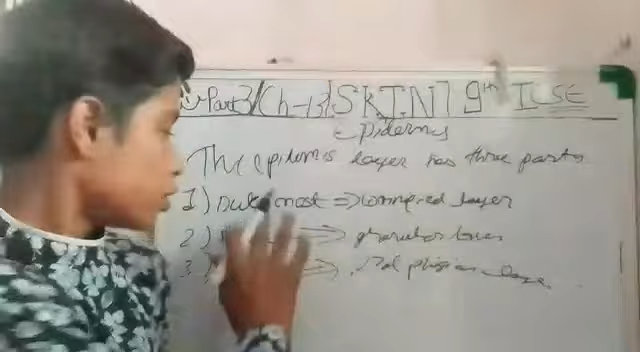 Part 3 (Ch-13) SKIN] 9th ICSE
Epidermis
The epidermis layer has three parts
1) Outermost => cornified layer
2) => granular layer
3) => Malphigian layer